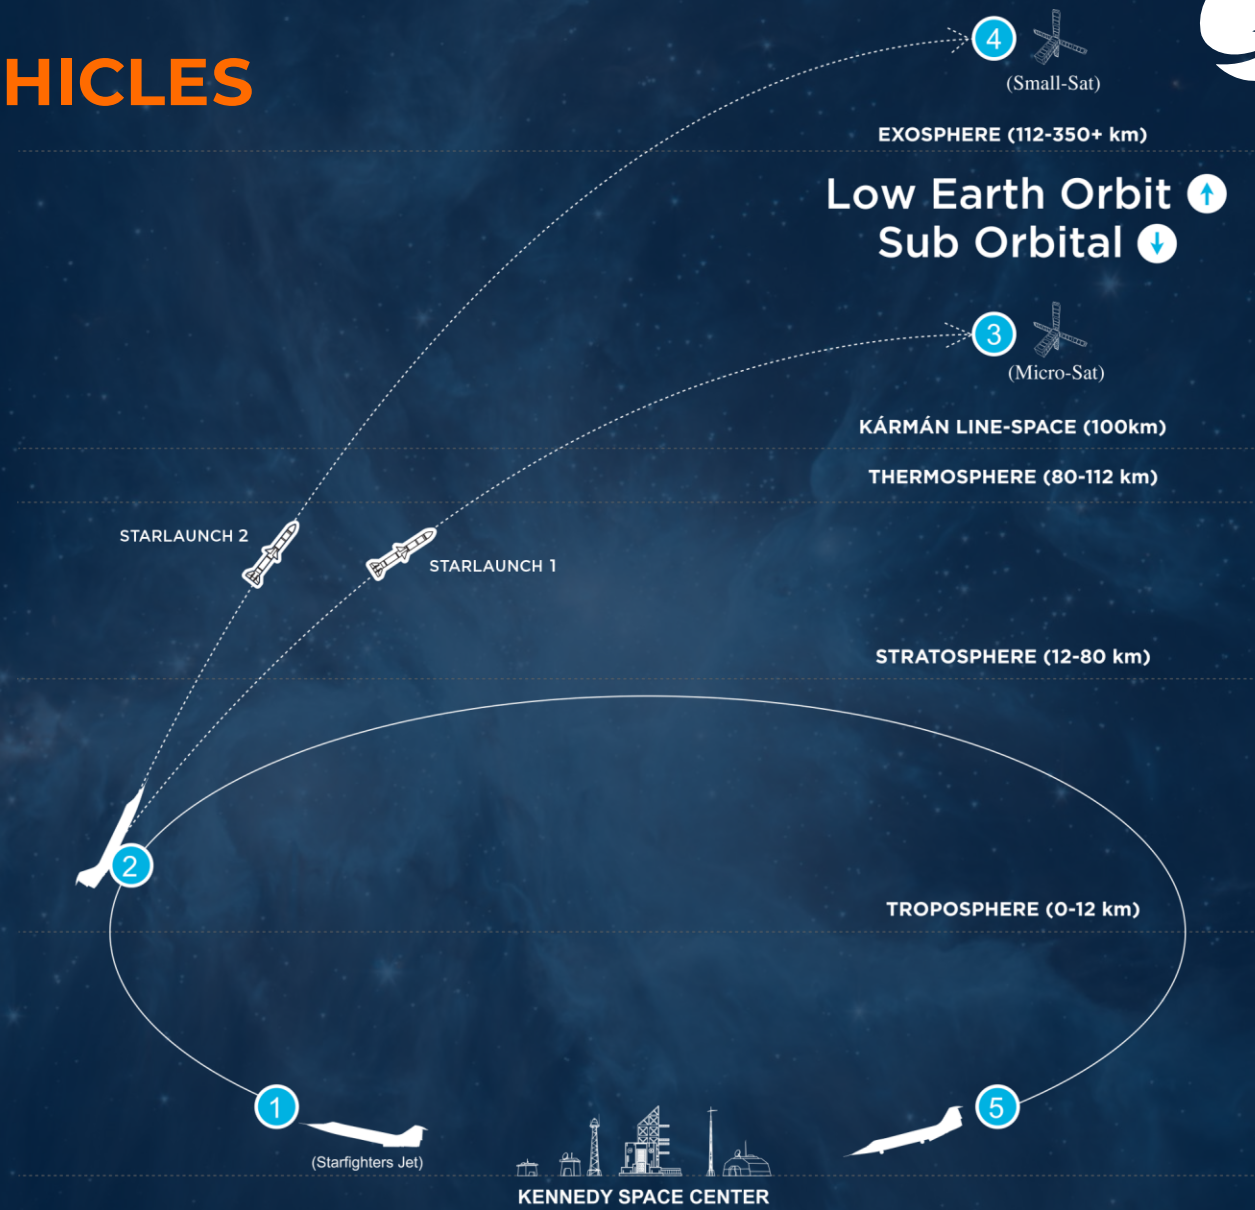 HICLES
4
(Small-Sat)
EXOSPHERE (112-350+ km)
Low Earth Orbit
Sub Orbital
3
(Micro-Sat)
KÁRMÁN LINE-SPACE (100km)
THERMOSPHERE (80-112 km)
STARLAUNCH 2
STARLAUNCH 1
STRATOSPHERE (12-80 km)
2
TROPOSPHERE (0-12 km)
1
(Starfighters Jet)
5
KENNEDY SPACE CENTER